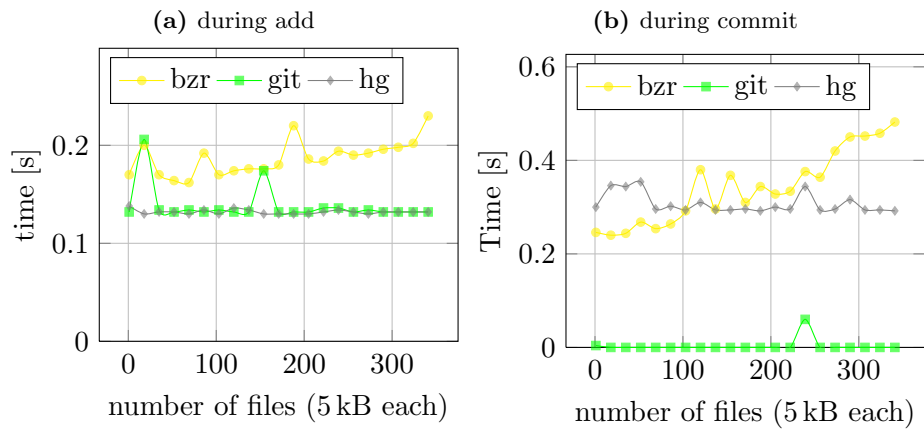 (a) during add
bzr git hg
0.2
0.1
0
time [s]
0 100 200 300
number of files (5 kB each)
(b) during commit
bzr git hg
0.6
0.4
0.2
0
Time [s]
0 100 200 300
number of files (5 kB each)